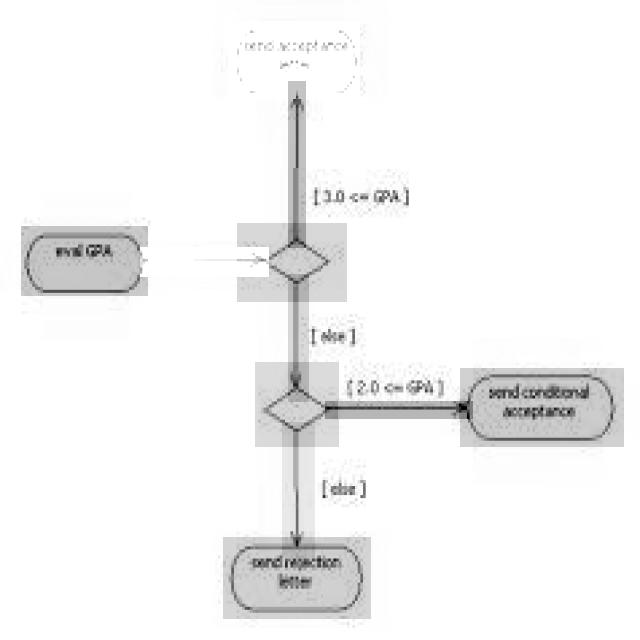 send acceptance
letter
[ 3.0 <= GPA ]
eval GPA
[ else ]
[ 2.0 <= GPA ]
send conditional
acceptance
[ else ]
send rejection
letter